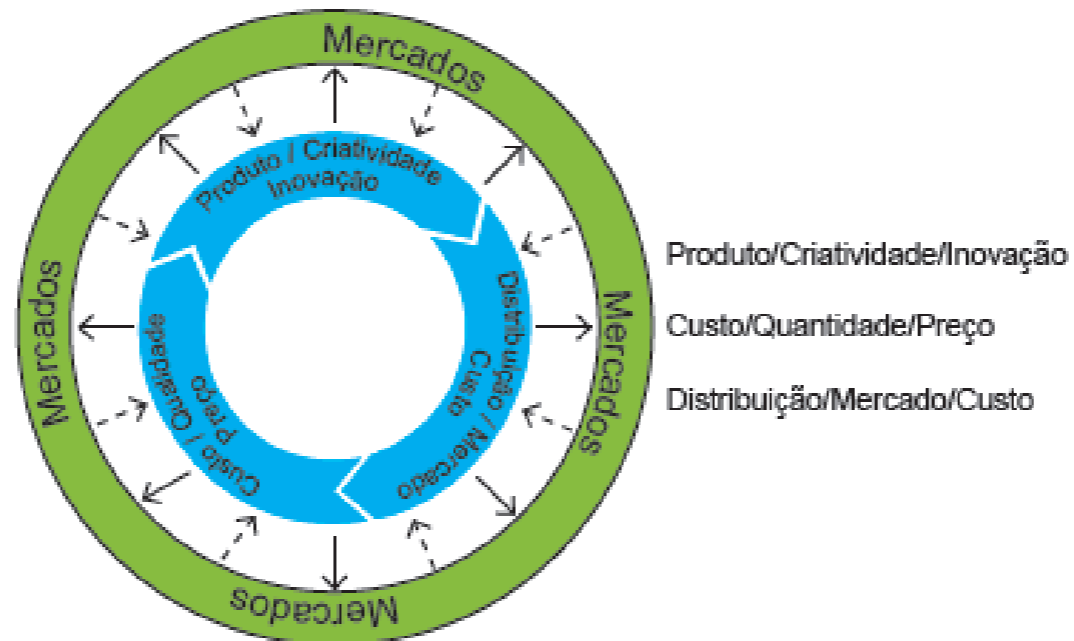 Mercados
Produto / Criatividade
Inovação
Mercados
Distribuição / Mercado
Custo
Mercados
Custo / Qualidade
Preço
Mercados
Produto/Criatividade/Inovação
Custo/Quantidade/Preço
Distribuição/Mercado/Custo